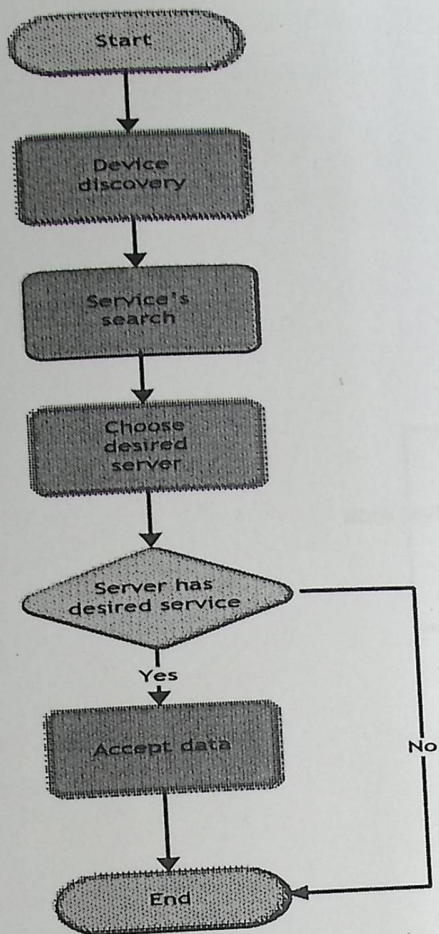 Start
Device
discovery
Service's
search
Choose
desired
server
Server has
desired service
Yes
Accept data
No
End